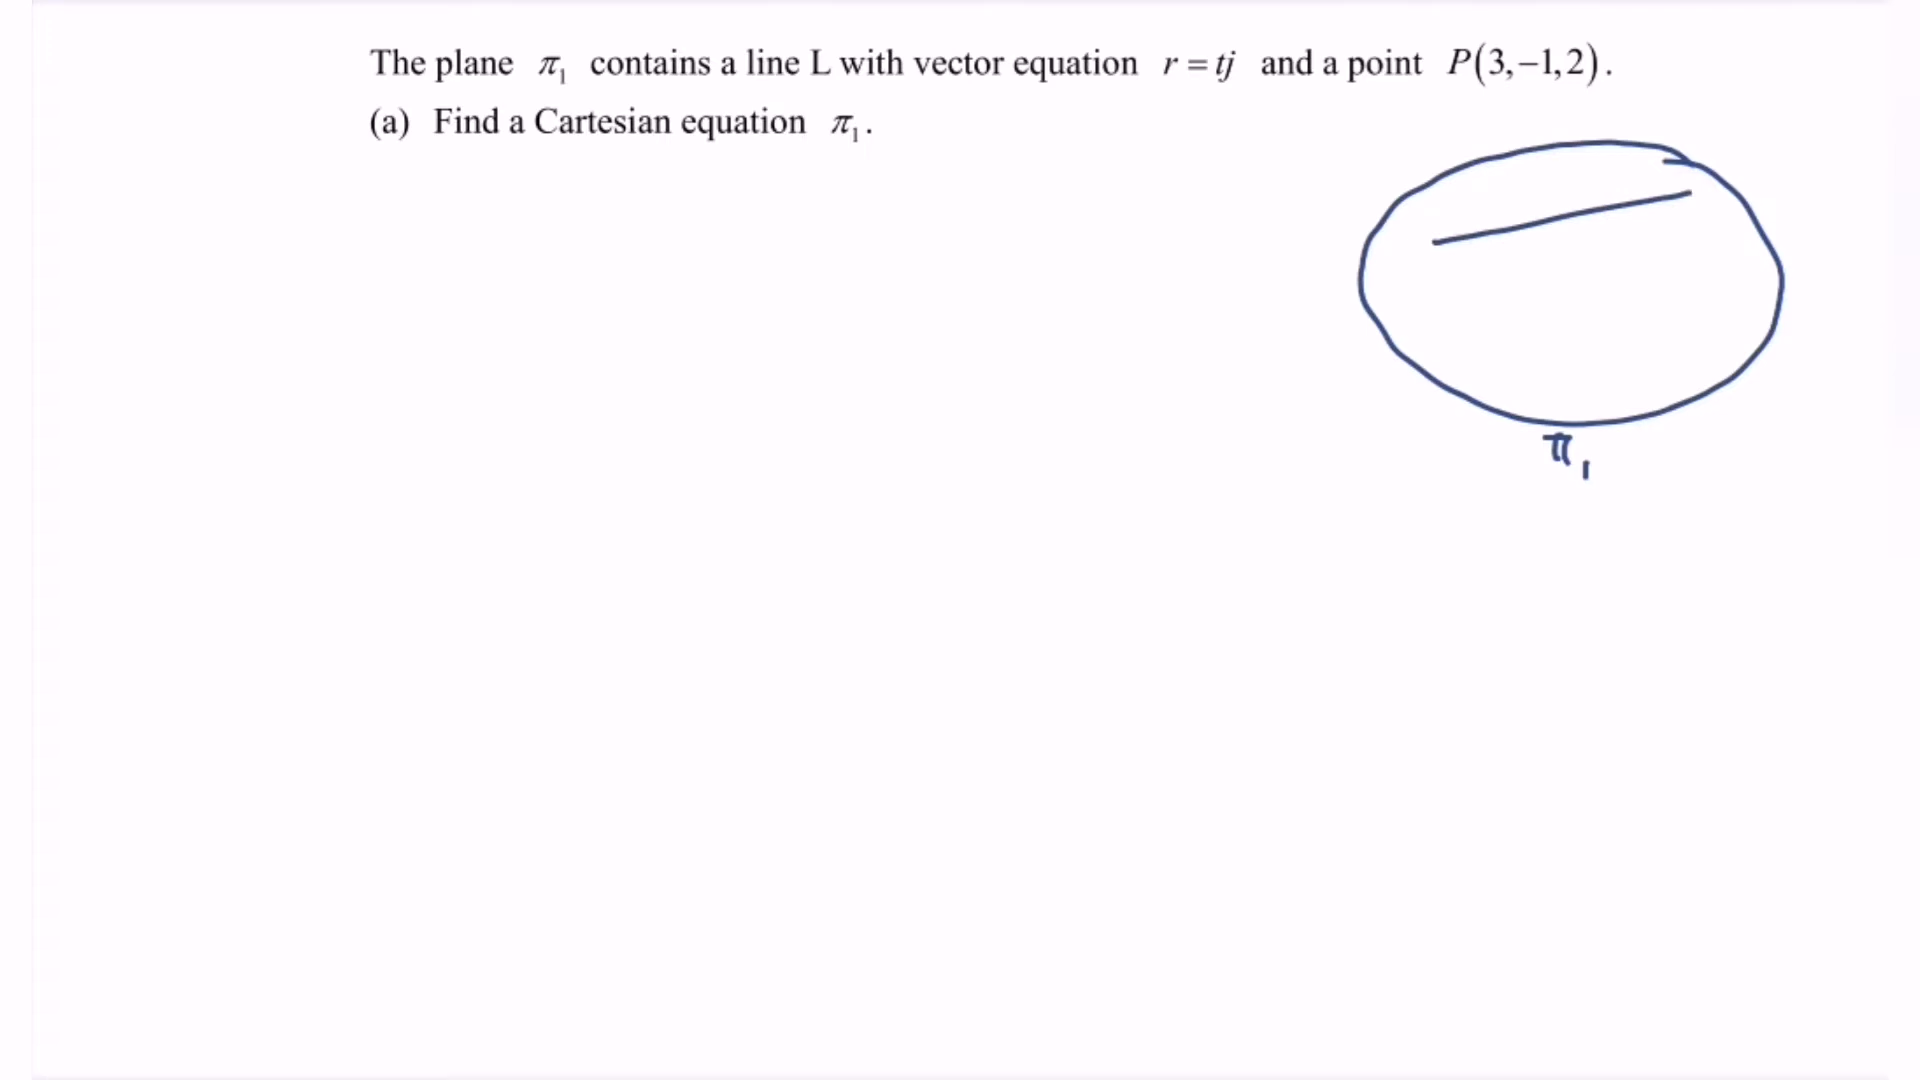 The plane π₁ contains a line L with vector equation r = tj and a point P(3,−1,2).
(a) Find a Cartesian equation π₁.
π₁